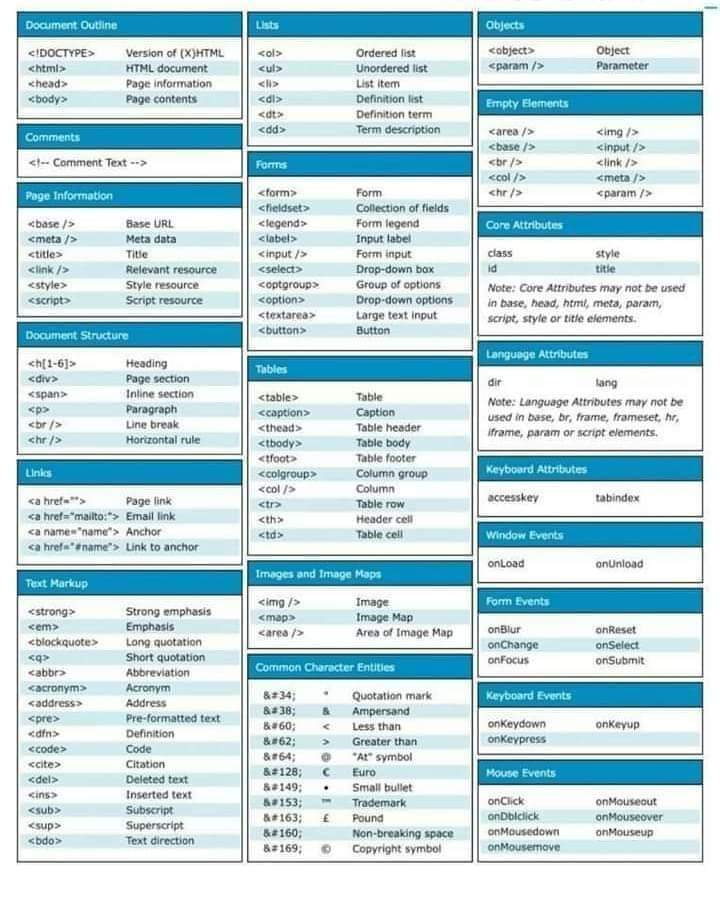 Document Outline
<!DOCTYPE> Version of (X)HTML
<html> HTML document
<head> Page information
<body> Page contents
Comments
<!-- Comment Text -->
Page Information
<base /> Base URL
<meta /> Meta data
<title> Title
<link /> Relevant resource
<style> Style resource
<script> Script resource
Document Structure
<h[1-6]> Heading
<div> Page section
<span> Inline section
<p> Paragraph
<br /> Line break
<hr /> Horizontal rule
Links
<a href=""> Page link
<a href="mailto:"> Email link
<a name="name"> Anchor
<a href="#name"> Link to anchor
Text Markup
<strong> Strong emphasis
<em> Emphasis
<blockquote> Long quotation
<q> Short quotation
<abbr> Abbreviation
<acronym> Acronym
<address> Address
<pre> Pre-formatted text
<dfn> Definition
<code> Code
<cite> Citation
<del> Deleted text
<ins> Inserted text
<sub> Subscript
<sup> Superscript
<bdo> Text direction
Lists
<ol> Ordered list
<ul> Unordered list
<li> List item
<dl> Definition list
<dt> Definition term
<dd> Term description
Forms
<form> Form
<fieldset> Collection of fields
<legend> Form legend
<label> Input label
<input /> Form input
<select> Drop-down box
<optgroup> Group of options
<option> Drop-down options
<textarea> Large text input
<button> Button
Tables
<table> Table
<caption> Caption
<thead> Table header
<tbody> Table body
<tfoot> Table footer
<colgroup> Column group
<col /> Column
<tr> Table row
<th> Header cell
<td> Table cell
Images and Image Maps
<img /> Image
<map> Image Map
<area /> Area of Image Map
Common Character Entities
&#34; " Quotation mark
&#38; & Ampersand
&#60; < Less than
&#62; > Greater than
&#64; @ "At" symbol
&#128; € Euro
&#149; • Small bullet
&#153; ™ Trademark
&#163; £ Pound
&#160; Non-breaking space
&#169; © Copyright symbol
Objects
<object> Object
<param /> Parameter
Empty Elements
<area /> <img />
<base /> <input />
<br /> <link />
<col /> <meta />
<hr /> <param />
Core Attributes
class style
id title
Note: Core Attributes may not be used
in base, head, html, meta, param,
script, style or title elements.
Language Attributes
dir lang
Note: Language Attributes may not be
used in base, br, frame, frameset, hr,
iframe, param or script elements.
Keyboard Attributes
accesskey tabindex
Window Events
onLoad onUnload
Form Events
onBlur onReset
onChange onSelect
onFocus onSubmit
Keyboard Events
onKeydown onKeyup
onKeypress
Mouse Events
onClick onMouseout
onDblclick onMouseover
onMousedown onMouseup
onMousemove